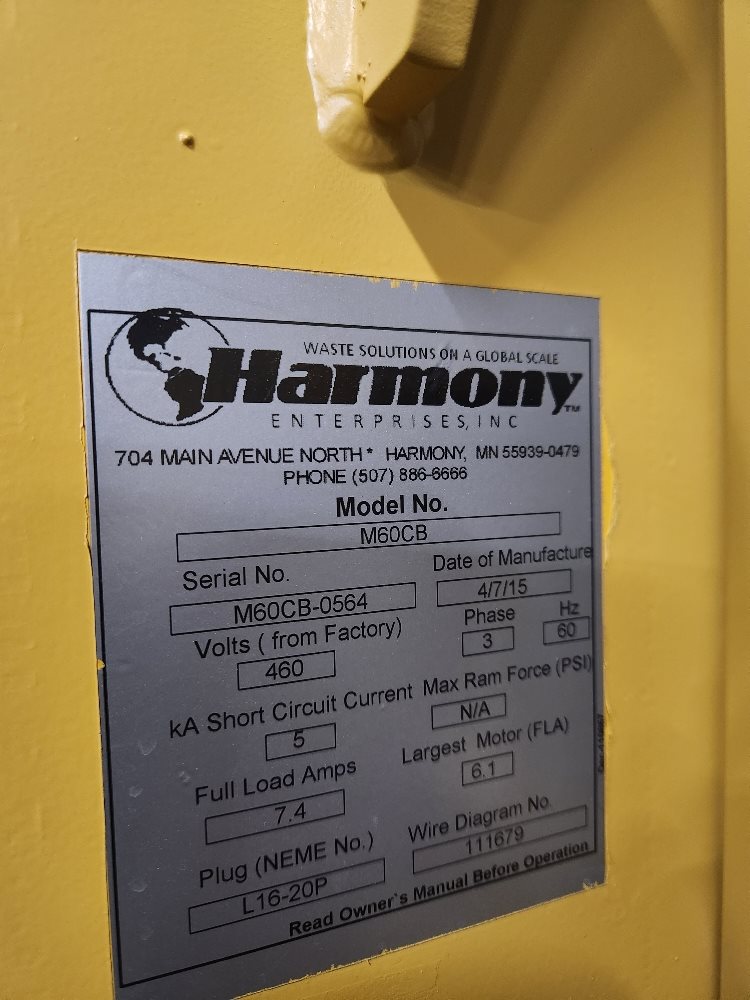 WASTE SOLUTIONS ON A GLOBAL SCALE
Harmony™
ENTERPRISES, INC
704 MAIN AVENUE NORTH * HARMONY, MN 55939-0479
PHONE (507) 886-6666
Model No.
M60CB
Serial No. Date of Manufacture
M60CB-0564 4/7/15
Volts ( from Factory) Phase Hz
460 3 60
kA Short Circuit Current Max Ram Force (PSI)
5 N/A
Full Load Amps Largest Motor (FLA)
7.4 6.1
Plug (NEME No.) Wire Diagram No.
L16-20P 111679
Read Owner's Manual Before Operation